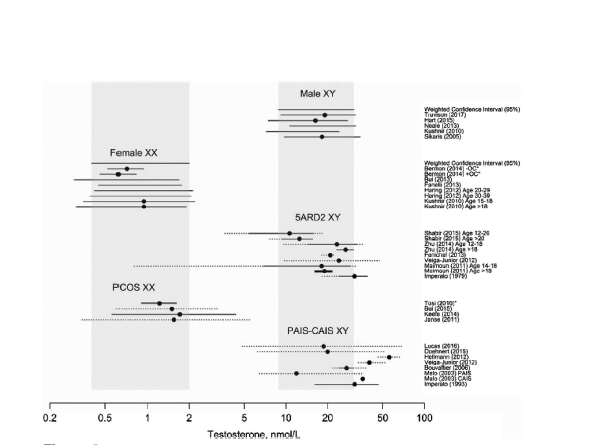 Male XY
Weighted Confidence Interval (95%)
Travison (2017)
Hart (2015)
Neale (2013)
Kushnir (2010)
Sikaris (2005)
Female XX
Weighted Confidence Interval (95%)
Bermon (2014) -OC*
Bermon (2014) +OC*
Bui (2013)
Fanelli (2013)
Haring (2012) Age 20-29
Haring (2012) Age 30-39
Kushnir (2010) Age 15-18
Kushnir (2010) Age >18
5ARD2 XY
Shabir (2015) Age 12-26
Shabir (2015) Age >20
Zhu (2014) Age 12-18
Zhu (2014) Age >18
Fenichel (2013)
Veiga-Junior (2012)
Maimoun (2011) Age 14-18
Maimoun (2011) Age >18
Imperato (1979)
PCOS XX
Tusi (2010)*
Bui (2015)
Keefe (2014)
Janse (2011)
PAIS-CAIS XY
Lucas (2016)
Doehnert (2015)
Hellmann (2012)
Veiga-Junior (2012)
Bouvattier (2006)
Melo (2003) PAIS
Melo (2003) CAIS
Imperato (1993)
0.2 0.5 1 2 5 10 20 50 100
Testosterone, nmol/L